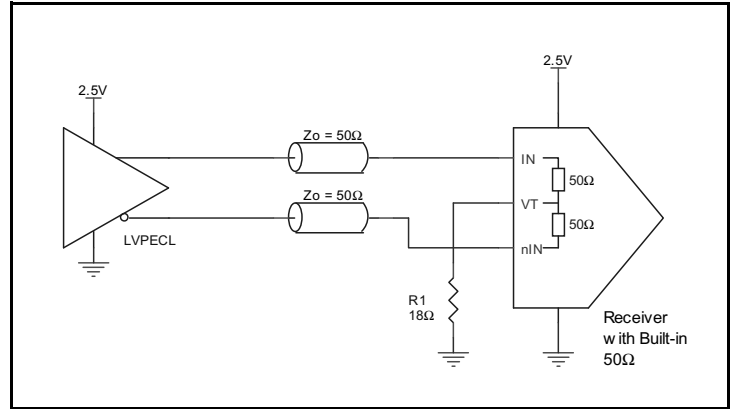 2.5V
2.5V
Zo = 50Ω
IN
50Ω
Zo = 50Ω
VT
50Ω
nIN
LVPECL
R1
18Ω
Receiver
with Built-in
50Ω